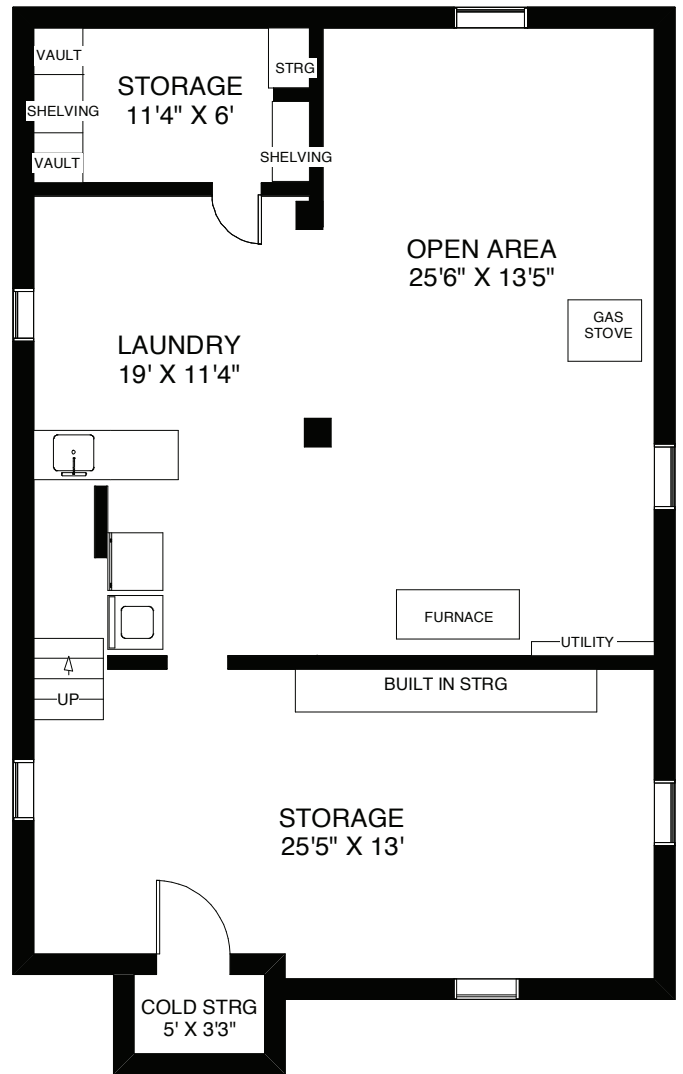 VAULT
STORAGE
11'4" X 6'
STRG
SHELVING
VAULT
SHELVING
OPEN AREA
25'6" X 13'5"
GAS
STOVE
LAUNDRY
19' X 11'4"
FURNACE
UTILITY
UP
BUILT IN STRG
STORAGE
25'5" X 13'
COLD STRG
5' X 3'3"